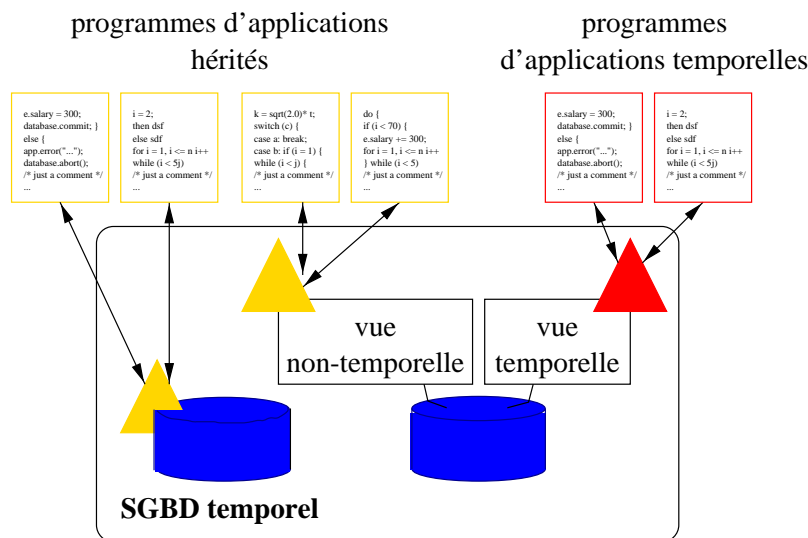 programmes d'applications
hérités
programmes
d'applications temporelles
e.salary = 300;
database.commit; }
else {
app.error("...");
database.abort();
/* just a comment */
...
i = 2;
then dsf
else sdf
for i = 1, i <= n i++
while (i < 5j)
/* just a comment */
...
k = sqrt(2.0)* t;
switch (c) {
case a: break;
case b: if (i = 1) {
while (i < j) {
/* just a comment */
...
do {
if (i < 70) {
e.salary += 300;
for i = 1, i <= n i++
} while (i < 5)
/* just a comment */
...
e.salary = 300;
database.commit; }
else {
app.error("...");
database.abort();
/* just a comment */
...
i = 2;
then dsf
else sdf
for i = 1, i <= n i++
while (i < 5j)
/* just a comment */
...
vue
non-temporelle
vue
temporelle
SGBD temporel